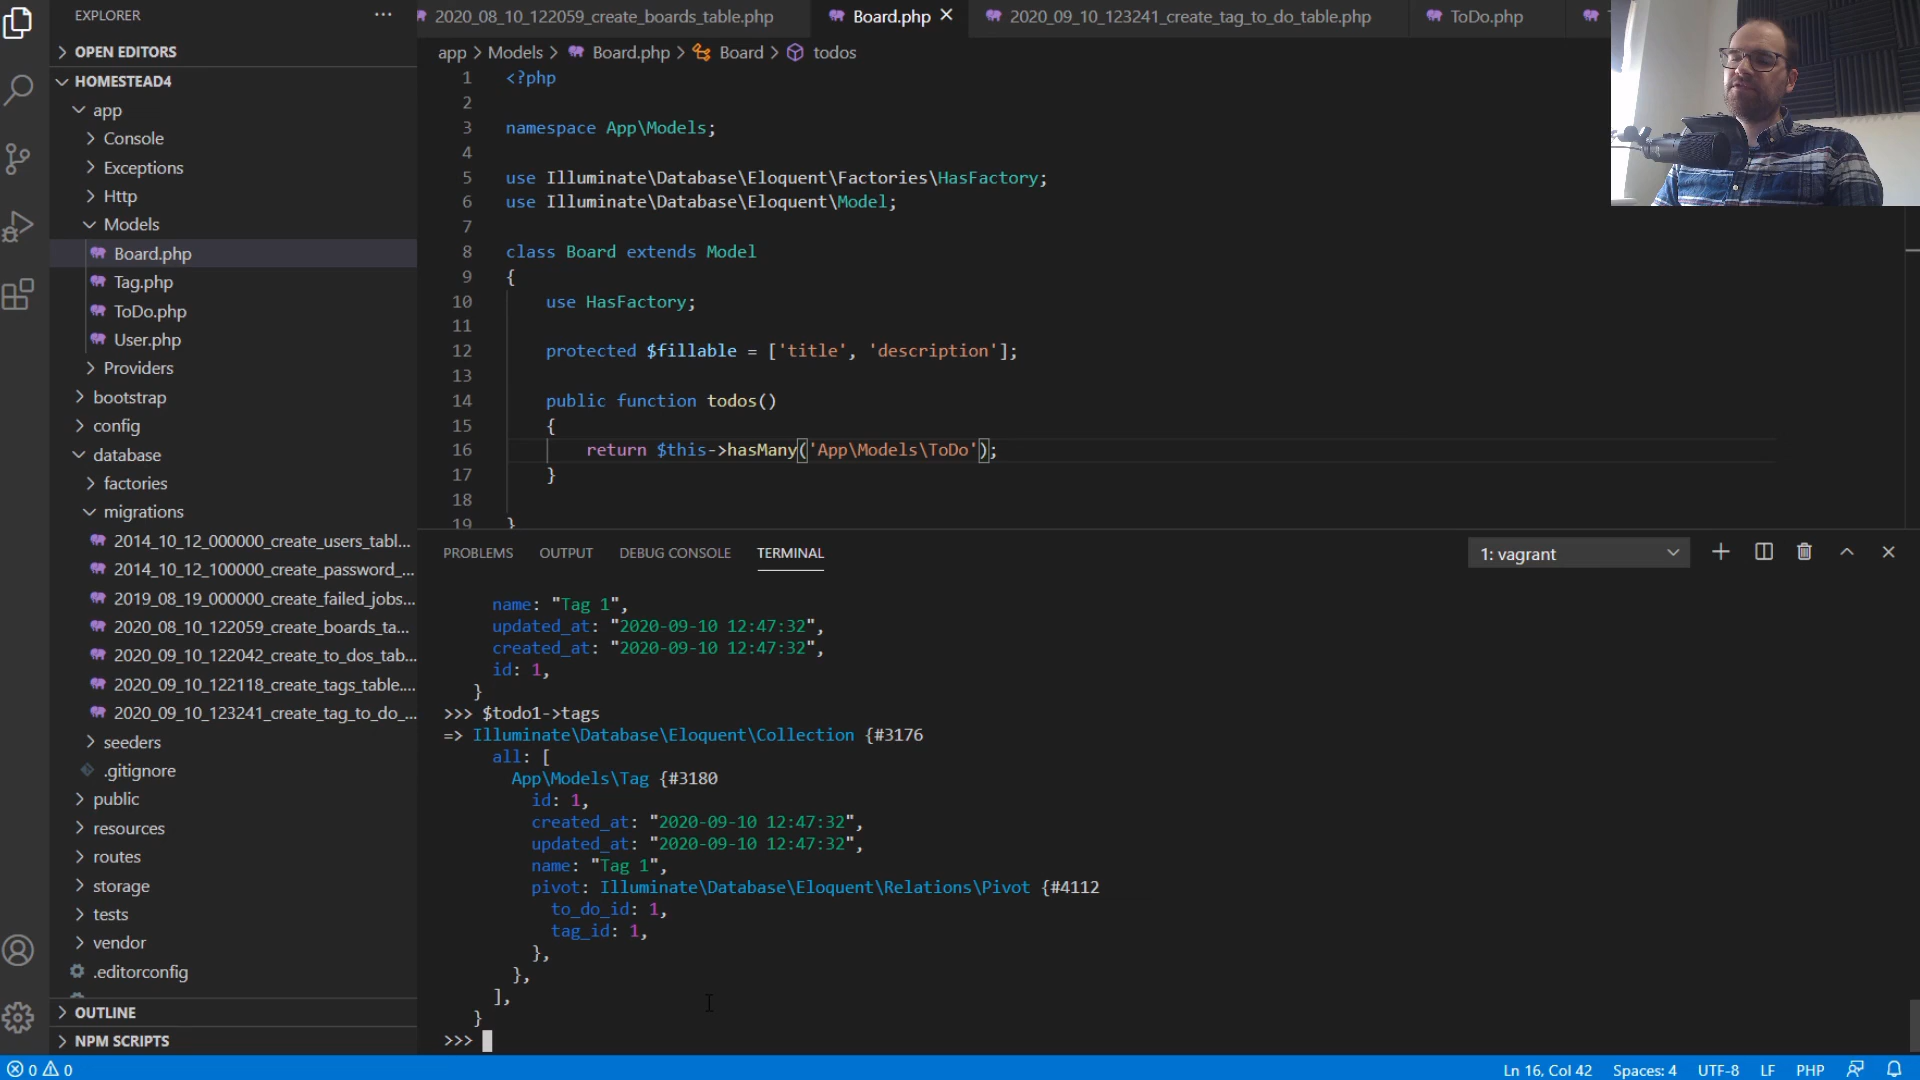 EXPLORER
OPEN EDITORS
HOMESTEAD4
app
Console
Exceptions
Http
Models
Board.php
Tag.php
ToDo.php
User.php
Providers
bootstrap
config
database
factories
migrations
2014_10_12_000000_create_users_tabl...
2014_10_12_100000_create_password_...
2019_08_19_000000_create_failed_jobs...
2020_08_10_122059_create_boards_ta...
2020_09_10_122042_create_to_dos_tab...
2020_09_10_122118_create_tags_table....
2020_09_10_123241_create_tag_to_do_...
seeders
.gitignore
public
resources
routes
storage
tests
vendor
.editorconfig
OUTLINE
NPM SCRIPTS
2020_08_10_122059_create_boards_table.php
Board.php
2020_09_10_123241_create_tag_to_do_table.php
ToDo.php
app > Models > Board.php > Board > todos
1 <?php
2
3 namespace App\Models;
4
5 use Illuminate\Database\Eloquent\Factories\HasFactory;
6 use Illuminate\Database\Eloquent\Model;
7
8 class Board extends Model
9 {
10 use HasFactory;
11
12 protected $fillable = ['title', 'description'];
13
14 public function todos()
15 {
16 return $this->hasMany('App\Models\ToDo');
17 }
18
19 }
PROBLEMS OUTPUT DEBUG CONSOLE TERMINAL
1: vagrant
name: "Tag 1",
updated_at: "2020-09-10 12:47:32",
created_at: "2020-09-10 12:47:32",
id: 1,
}
>>> $todo1->tags
=> Illuminate\Database\Eloquent\Collection {#3176
all: [
App\Models\Tag {#3180
id: 1,
created_at: "2020-09-10 12:47:32",
updated_at: "2020-09-10 12:47:32",
name: "Tag 1",
pivot: Illuminate\Database\Eloquent\Relations\Pivot {#4112
to_do_id: 1,
tag_id: 1,
},
},
],
}
>>>
0 0
Ln 16, Col 42 Spaces: 4 UTF-8 LF PHP